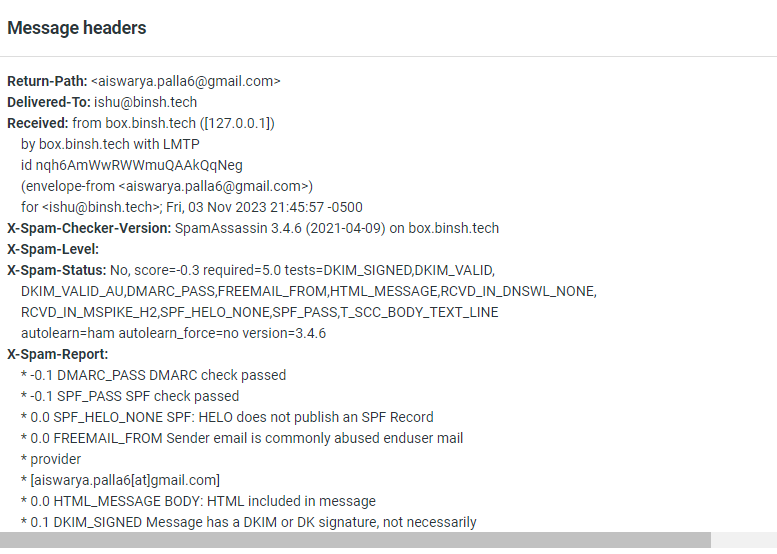 Message headers
Return-Path: <aiswarya.palla6@gmail.com>
Delivered-To: ishu@binsh.tech
Received: from box.binsh.tech ([127.0.0.1])
by box.binsh.tech with LMTP
id nqh6AmWwRWWmuQAAkQqNeg
(envelope-from <aiswarya.palla6@gmail.com>)
for <ishu@binsh.tech>; Fri, 03 Nov 2023 21:45:57 -0500
X-Spam-Checker-Version: SpamAssassin 3.4.6 (2021-04-09) on box.binsh.tech
X-Spam-Level:
X-Spam-Status: No, score=-0.3 required=5.0 tests=DKIM_SIGNED,DKIM_VALID,
DKIM_VALID_AU,DMARC_PASS,FREEMAIL_FROM,HTML_MESSAGE,RCVD_IN_DNSWL_NONE,
RCVD_IN_MSPIKE_H2,SPF_HELO_NONE,SPF_PASS,T_SCC_BODY_TEXT_LINE
autolearn=ham autolearn_force=no version=3.4.6
X-Spam-Report:
* -0.1 DMARC_PASS DMARC check passed
* -0.1 SPF_PASS SPF check passed
* 0.0 SPF_HELO_NONE SPF: HELO does not publish an SPF Record
* 0.0 FREEMAIL_FROM Sender email is commonly abused enduser mail
* provider
* [aiswarya.palla6[at]gmail.com]
* 0.0 HTML_MESSAGE BODY: HTML included in message
* 0.1 DKIM_SIGNED Message has a DKIM or DK signature, not necessarily